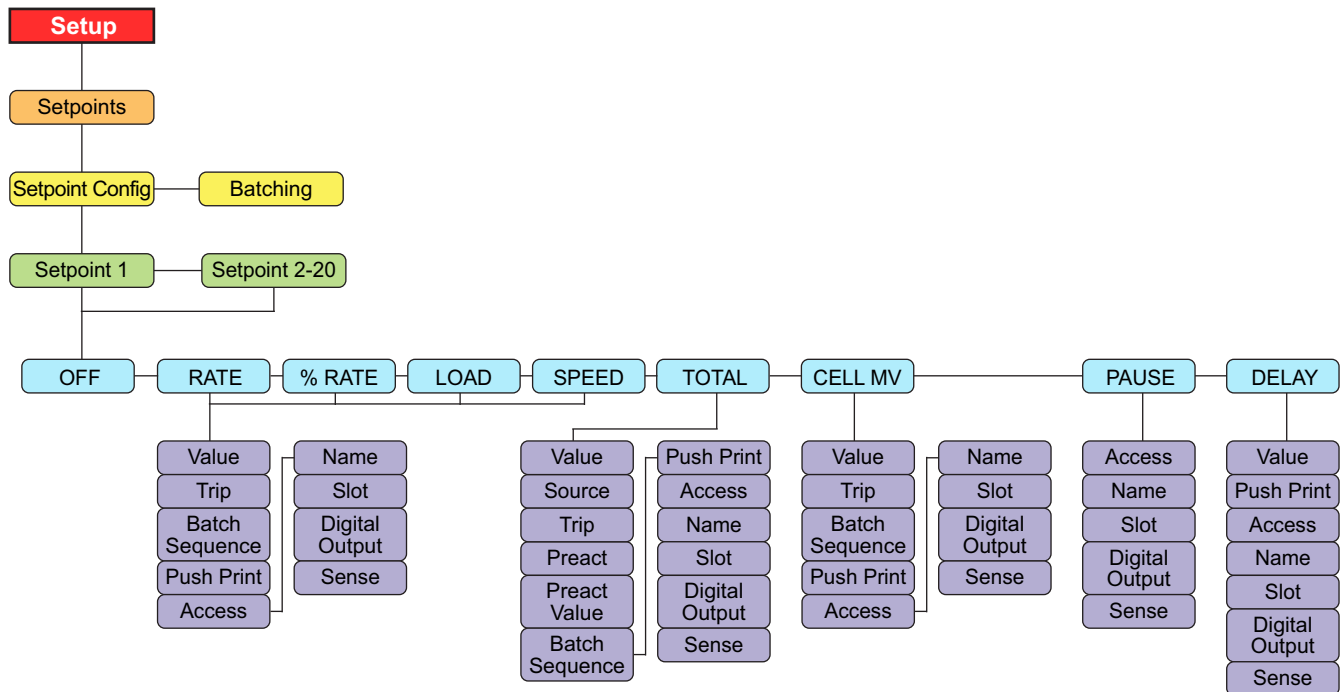 Setup
Setpoints
Setpoint Config
Batching
Setpoint 1
Setpoint 2-20
OFF
RATE
% RATE
LOAD
SPEED
TOTAL
CELL MV
PAUSE
DELAY
Value
Trip
Batch
Sequence
Push Print
Access
Name
Slot
Digital
Output
Sense
Value
Source
Trip
Preact
Preact
Value
Batch
Sequence
Push Print
Access
Name
Slot
Digital
Output
Sense
Value
Trip
Batch
Sequence
Push Print
Access
Name
Slot
Digital
Output
Sense
Access
Name
Slot
Digital
Output
Sense
Value
Push Print
Access
Name
Slot
Digital
Output
Sense